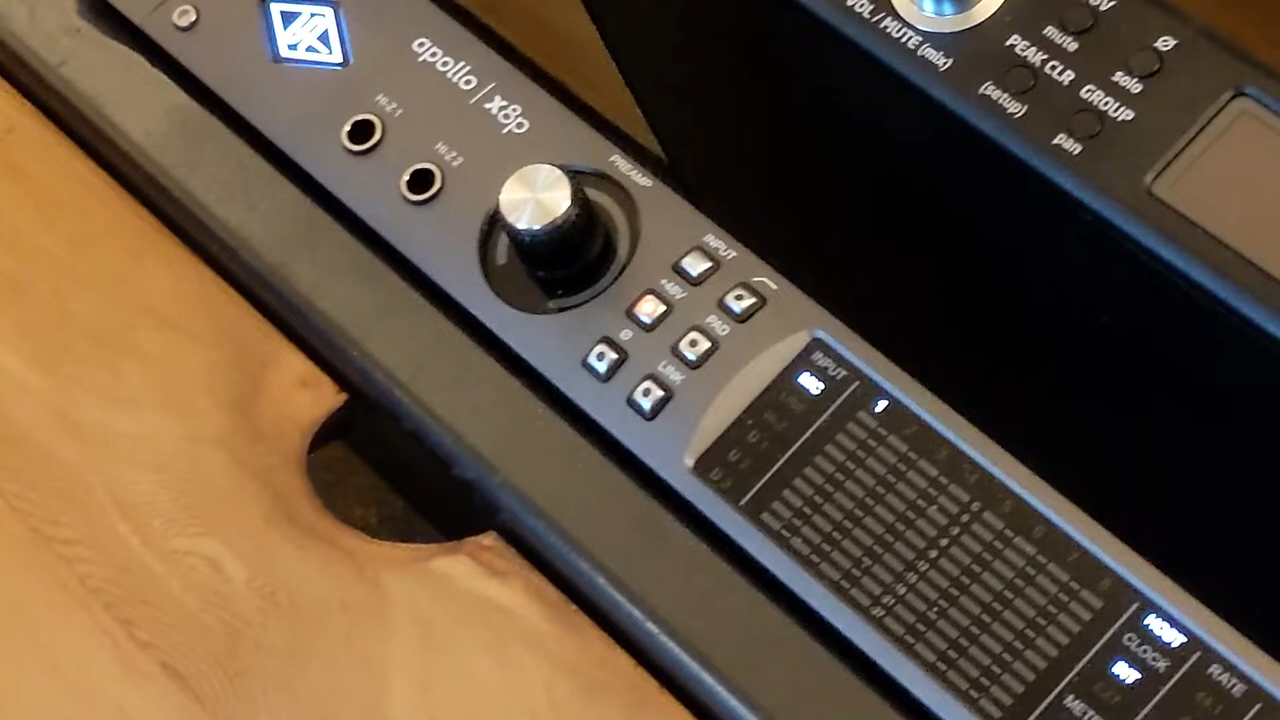 apollo | x8p
HI-Z 1
HI-Z 2
PREAMP
INPUT
+48V
PAD
Ø
LINK
INPUT
MIC
1
HOST
CLOCK
INT
EXT
RATE
VOL / MUTE (mix)
mute
Ø
solo
PEAK CLR
(setup)
GROUP
pan